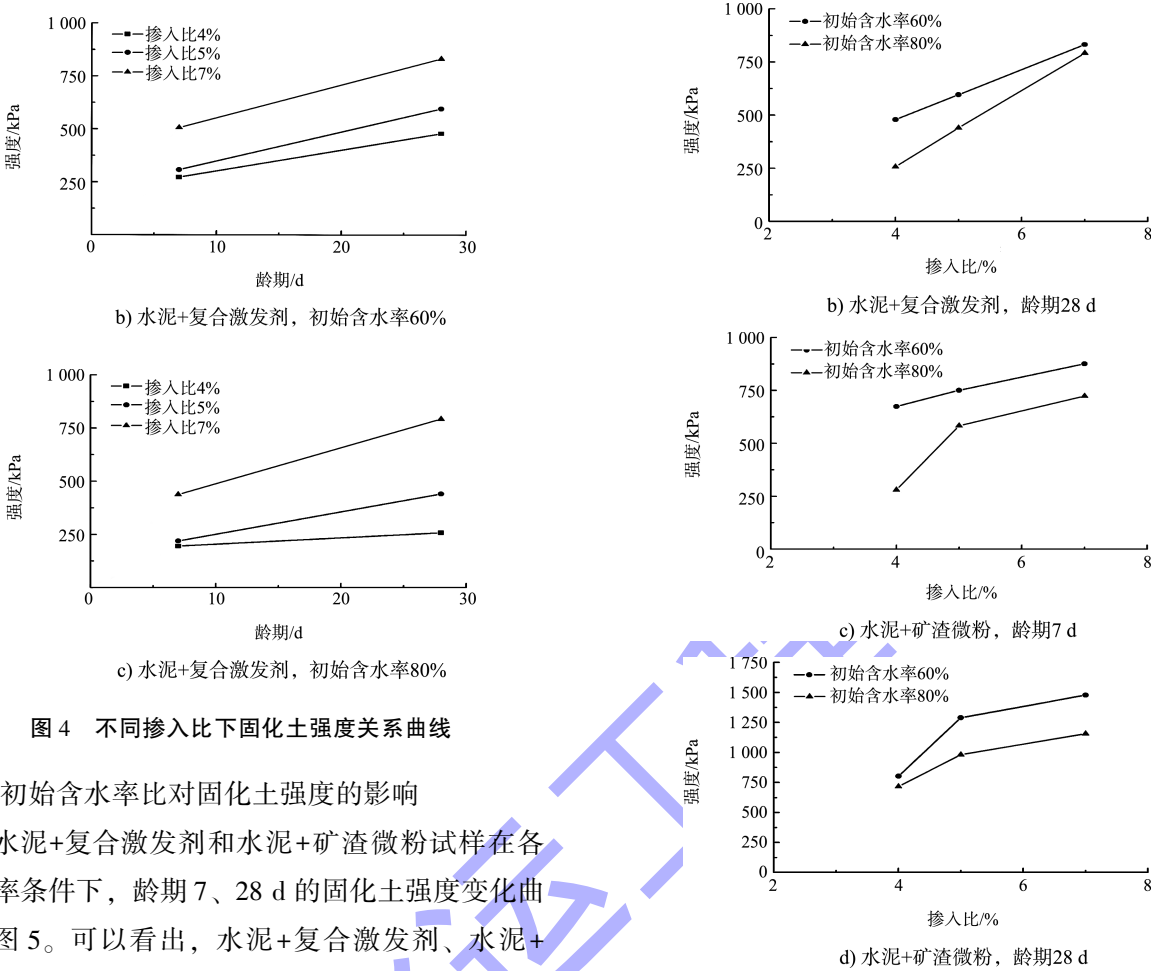 1 000
750
500
250
强度/kPa
掺入比4%
掺入比5%
掺入比7%
0 10 20 30
龄期/d
b) 水泥+复合激发剂，初始含水率60%
1 000
750
500
250
强度/kPa
掺入比4%
掺入比5%
掺入比7%
0 10 20 30
龄期/d
c) 水泥+复合激发剂，初始含水率80%
图 4 不同掺入比下固化土强度关系曲线
初始含水率比对固化土强度的影响
水泥+复合激发剂和水泥+矿渣微粉试样在各
率条件下，龄期 7、28 d 的固化土强度变化曲
图 5。可以看出，水泥+复合激发剂、水泥+
1 000
750
500
250
0
强度/kPa
初始含水率60%
初始含水率80%
2 4 6 8
掺入比/%
b) 水泥+复合激发剂，龄期28 d
1 000
750
500
250
0
强度/kPa
初始含水率60%
初始含水率80%
2 4 6 8
掺入比/%
c) 水泥+矿渣微粉，龄期7 d
1 750
1 500
1 250
1 000
750
500
250
0
强度/kPa
初始含水率60%
初始含水率80%
2 4 6 8
掺入比/%
d) 水泥+矿渣微粉，龄期28 d